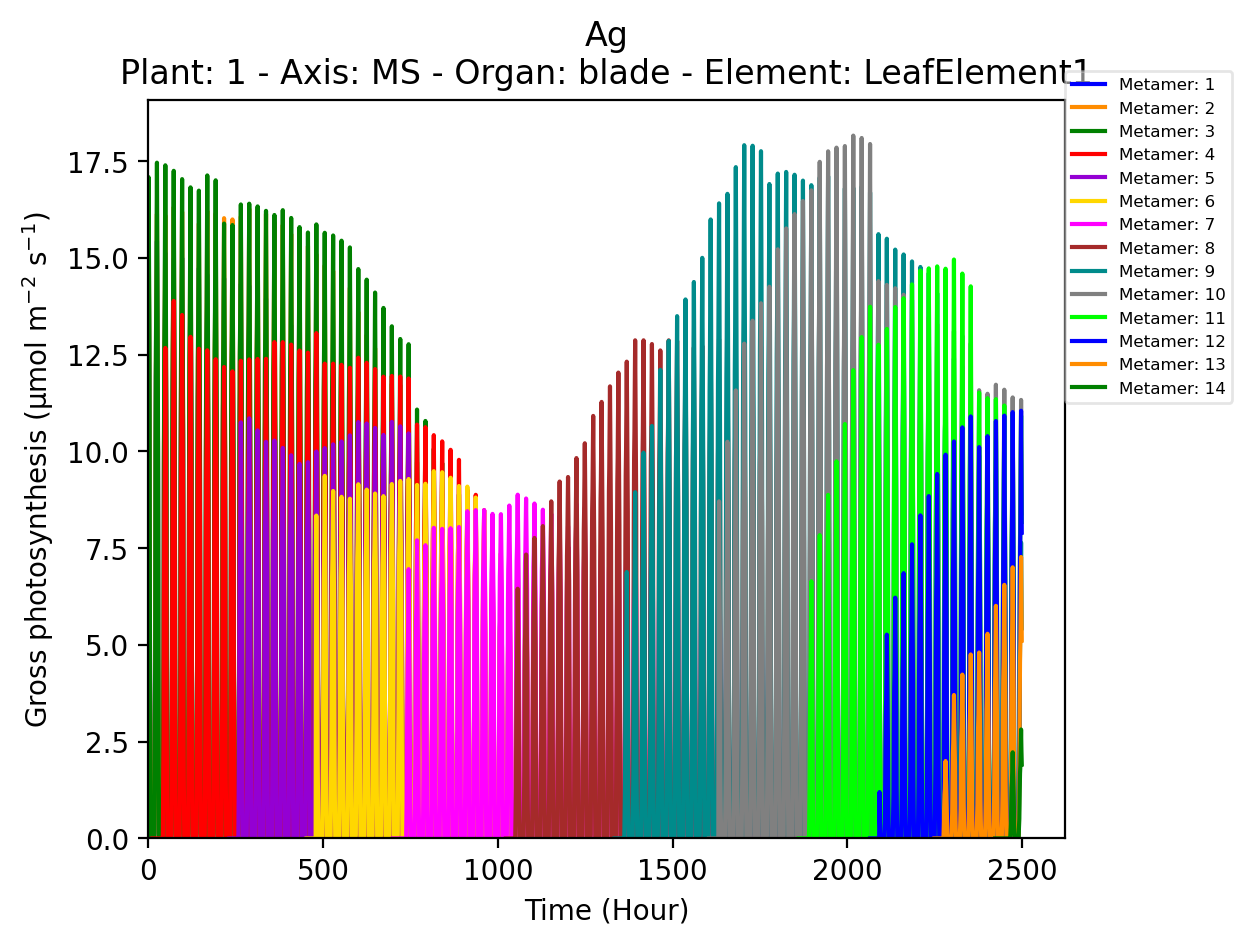 Ag
Plant: 1 - Axis: MS - Organ: blade - Element: LeafElement1
Metamer: 1
Metamer: 2
Metamer: 3
Metamer: 4
Metamer: 5
Metamer: 6
Metamer: 7
Metamer: 8
Metamer: 9
Metamer: 10
Metamer: 11
Metamer: 12
Metamer: 13
Metamer: 14
Gross photosynthesis (µmol m⁻² s⁻¹)
17.5
15.0
12.5
10.0
7.5
5.0
2.5
0.0
0 500 1000 1500 2000 2500
Time (Hour)